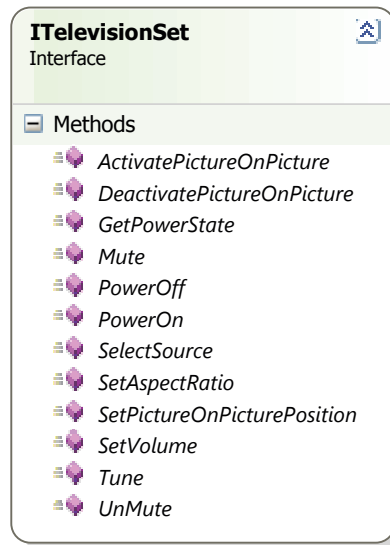 ITelevisionSet
Interface
Methods
ActivatePictureOnPicture
DeactivatePictureOnPicture
GetPowerState
Mute
PowerOff
PowerOn
SelectSource
SetAspectRatio
SetPictureOnPicturePosition
SetVolume
Tune
UnMute